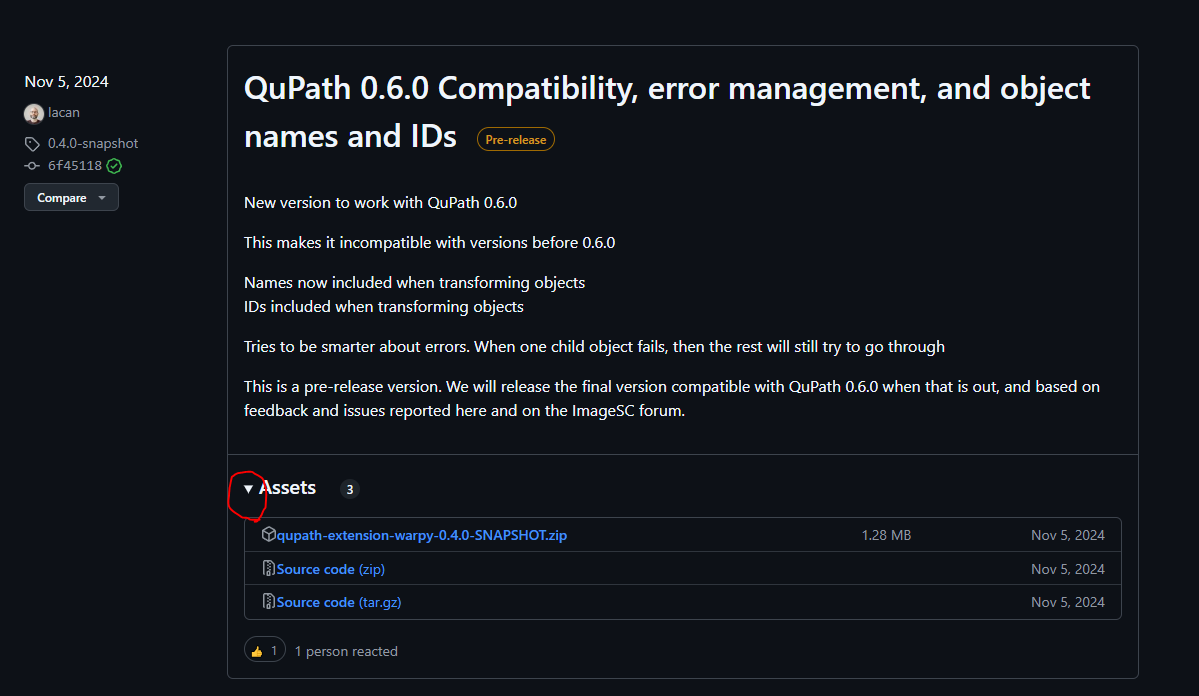 Nov 5, 2024
lacan
0.4.0-snapshot
6f45118
Compare
QuPath 0.6.0 Compatibility, error management, and object
names and IDs Pre-release
New version to work with QuPath 0.6.0
This makes it incompatible with versions before 0.6.0
Names now included when transforming objects
IDs included when transforming objects
Tries to be smarter about errors. When one child object fails, then the rest will still try to go through
This is a pre-release version. We will release the final version compatible with QuPath 0.6.0 when that is out, and based on
feedback and issues reported here and on the ImageSC forum.
Assets 3
qupath-extension-warpy-0.4.0-SNAPSHOT.zip 1.28 MB Nov 5, 2024
Source code (zip) Nov 5, 2024
Source code (tar.gz) Nov 5, 2024
👍 1 1 person reacted